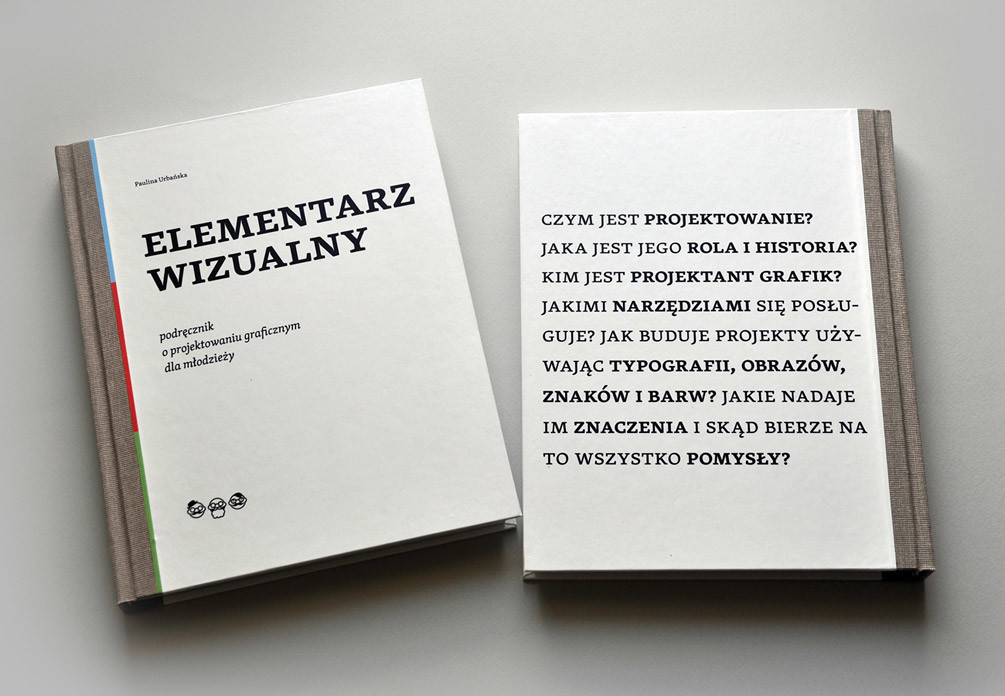 Paulina Urbańska
ELEMENTARZ
WIZUALNY
podręcznik
o projektowaniu graficznym
dla młodzieży
CZYM JEST PROJEKTOWANIE?
JAKA JEST JEGO ROLA I HISTORIA?
KIM JEST PROJEKTANT GRAFIK?
JAKIMI NARZĘDZIAMI SIĘ POSŁU-
GUJE? JAK BUDUJE PROJEKTY UŻY-
WAJĄC TYPOGRAFII, OBRAZÓW,
ZNAKÓW I BARW? JAKIE NADAJE
IM ZNACZENIA I SKĄD BIERZE NA
TO WSZYSTKO POMYSŁY?